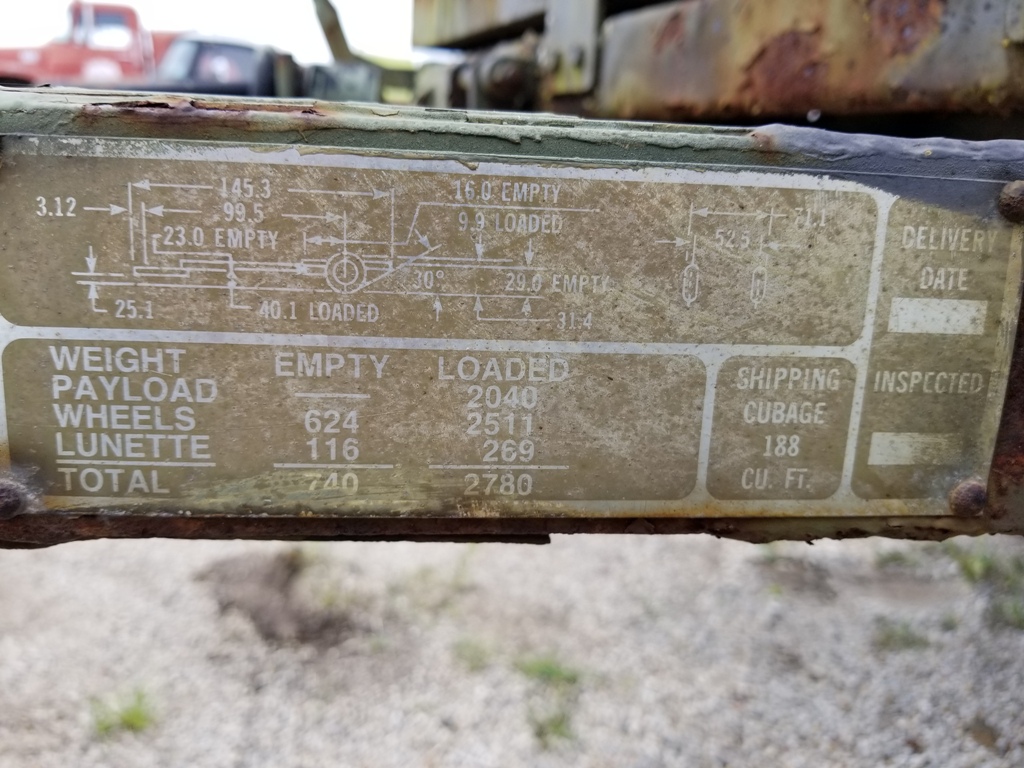 145.3
16.0 EMPTY
3.12
99.5
9.9 LOADED
71.1
23.0 EMPTY
52.5
30°
29.0 EMPTY
25.1
40.1 LOADED
31.4
WEIGHT EMPTY LOADED
PAYLOAD — 2040
WHEELS 624 2511
LUNETTE 116 269
TOTAL 740 2780
SHIPPING
CUBAGE
188
CU. FT.
DELIVERY
DATE
INSPECTED